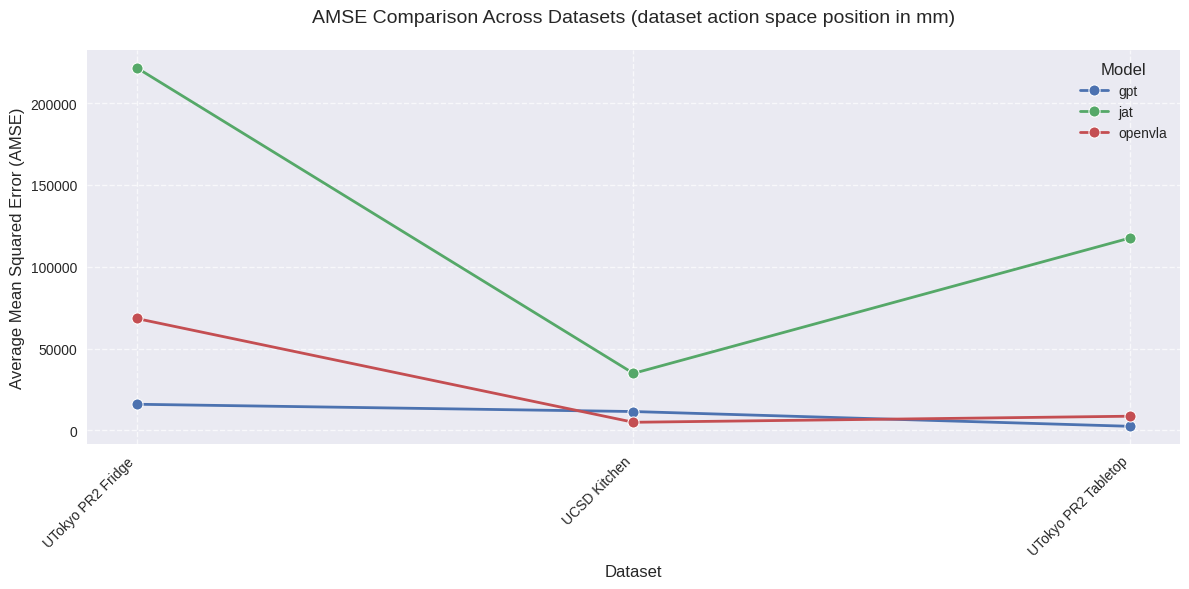 AMSE Comparison Across Datasets (dataset action space position in mm)
Average Mean Squared Error (AMSE)
200000
150000
100000
50000
0
Model
gpt
jat
openvla
UTokyo PR2 Fridge
UCSD Kitchen
UTokyo PR2 Tabletop
Dataset